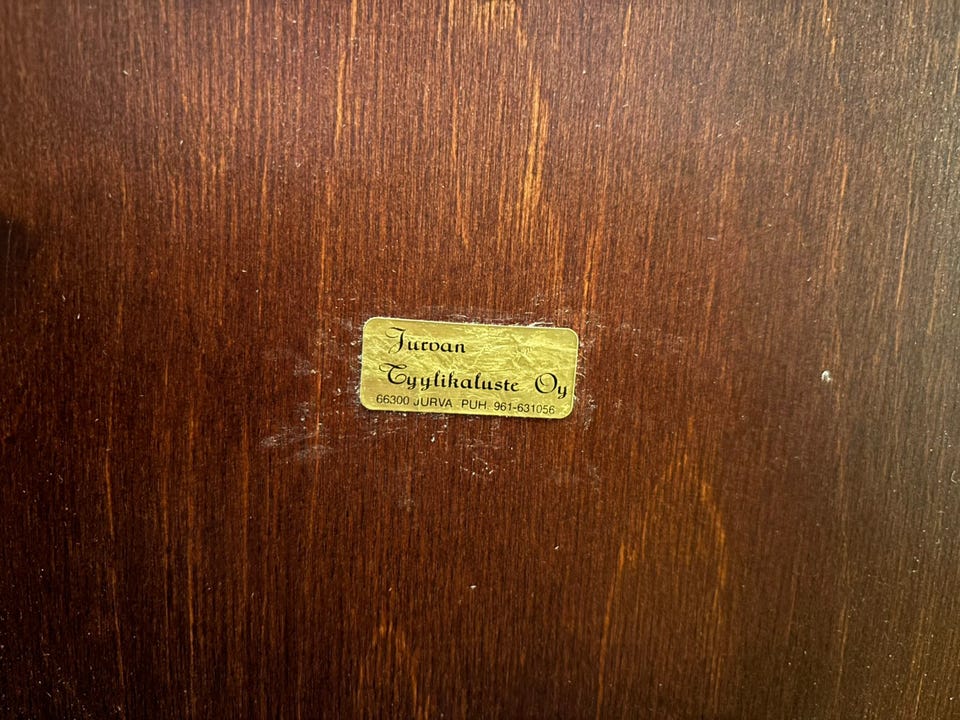 Jurvan
Tyylikaluste Oy
66300 JURVA PUH. 961-631056